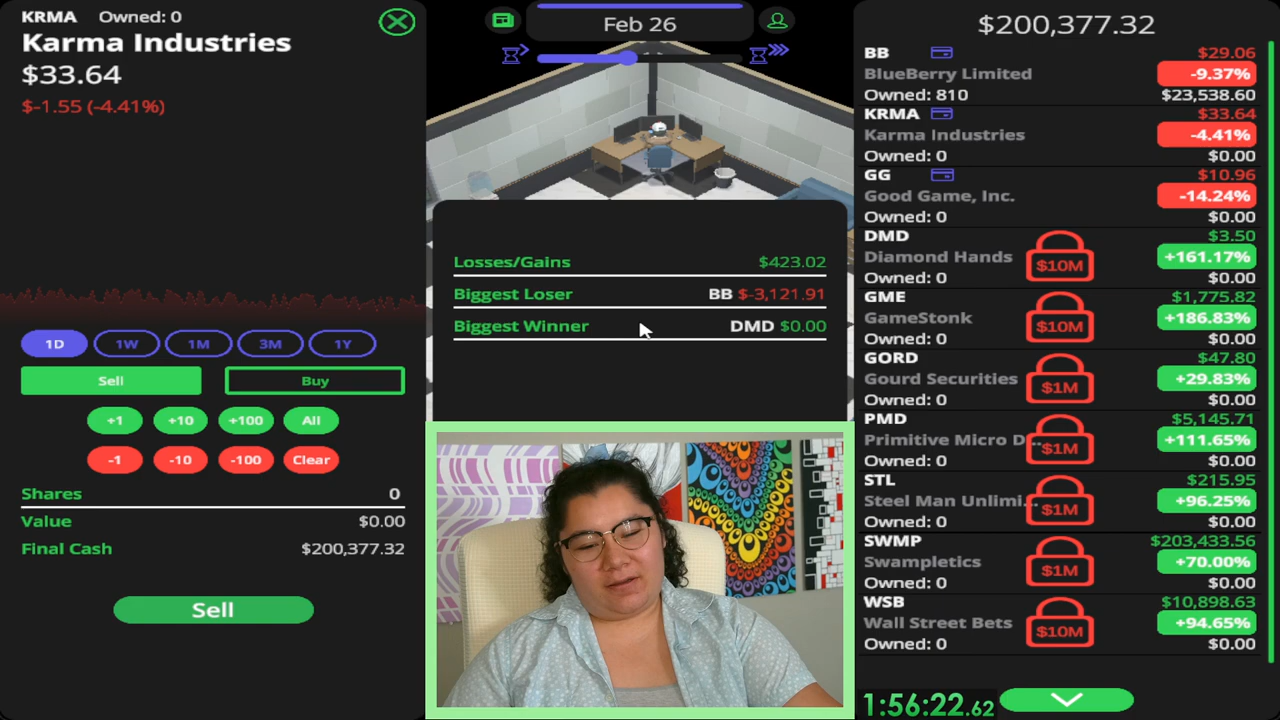 KRMA Owned: 0
Karma Industries
$33.64
$-1.55 (-4.41%)
1D 1W 1M 3M 1Y
Sell Buy
+1 +10 +100 All
-1 -10 -100 Clear
Shares 0
Value $0.00
Final Cash $200,377.32
Sell
Feb 26
Losses/Gains $423.02
Biggest Loser BB $-3,121.91
Biggest Winner DMD $0.00
$200,377.32
BB $29.06
BlueBerry Limited -9.37%
Owned: 810 $23,538.60
KRMA $33.64
Karma Industries -4.41%
Owned: 0 $0.00
GG $10.96
Good Game, Inc. -14.24%
Owned: 0 $0.00
DMD $3.50
Diamond Hands $10M +161.17%
Owned: 0 $0.00
GME $1,775.82
GameStonk $10M +186.83%
Owned: 0 $0.00
GORD $47.80
Gourd Securities $1M +29.83%
Owned: 0 $0.00
PMD $5,145.71
Primitive Micro D... $1M +111.65%
Owned: 0 $0.00
STL $215.95
Steel Man Unlimi... $1M +96.25%
Owned: 0 $0.00
SWMP $203,433.56
Swampletics $1M +70.00%
Owned: 0 $0.00
WSB $10,898.63
Wall Street Bets $10M +94.65%
Owned: 0 $0.00
1:56:22.62